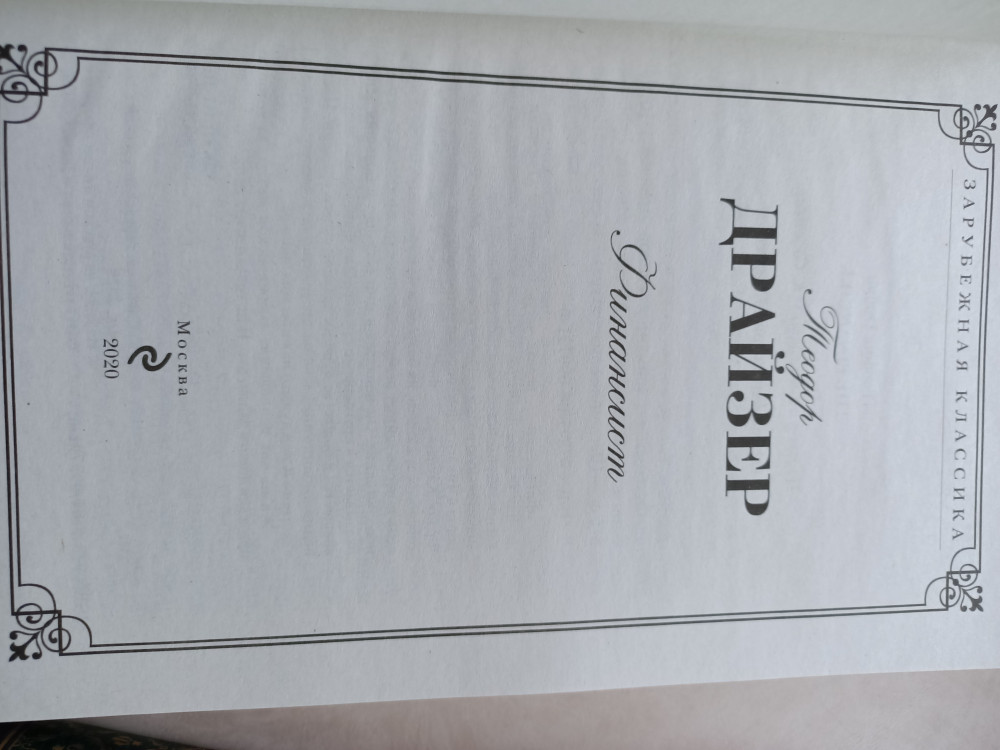 ЗАРУБЕЖНАЯ КЛАССИКА
Теодор
ДРАЙЗЕР
Финансист
Москва
2020